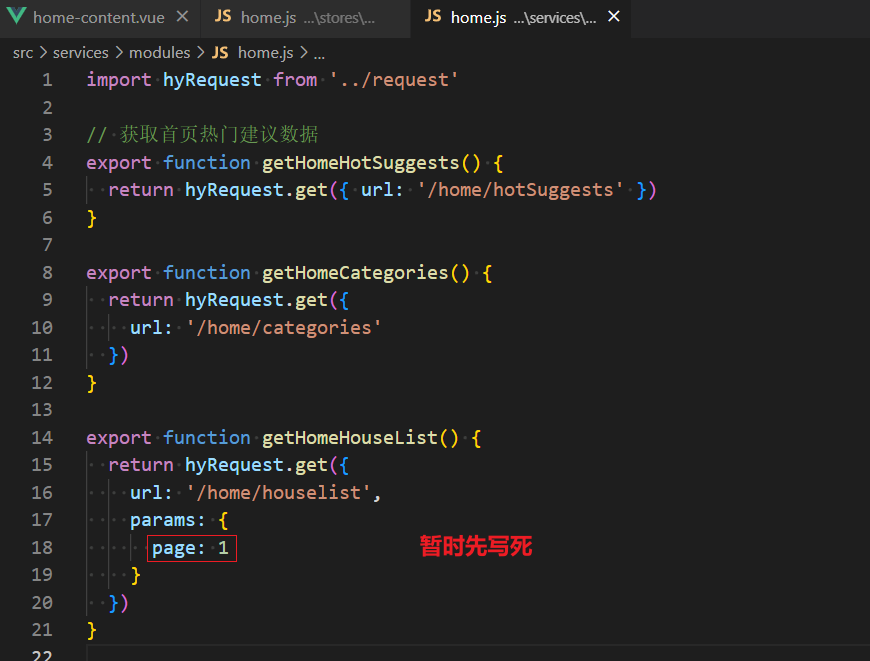 home-content.vue
JS home.js ...\stores\...
JS home.js ...\services\...
src > services > modules > JS home.js > ...
1 import hyRequest from '../request'
2
3 // 获取首页热门建议数据
4 export function getHomeHotSuggests() {
5 return hyRequest.get({ url: '/home/hotSuggests' })
6 }
7
8 export function getHomeCategories() {
9 return hyRequest.get({
10 url: '/home/categories'
11 })
12 }
13
14 export function getHomeHouseList() {
15 return hyRequest.get({
16 url: '/home/houselist',
17 params: {
18 page: 1 暂时先写死
19 }
20 })
21 }
22